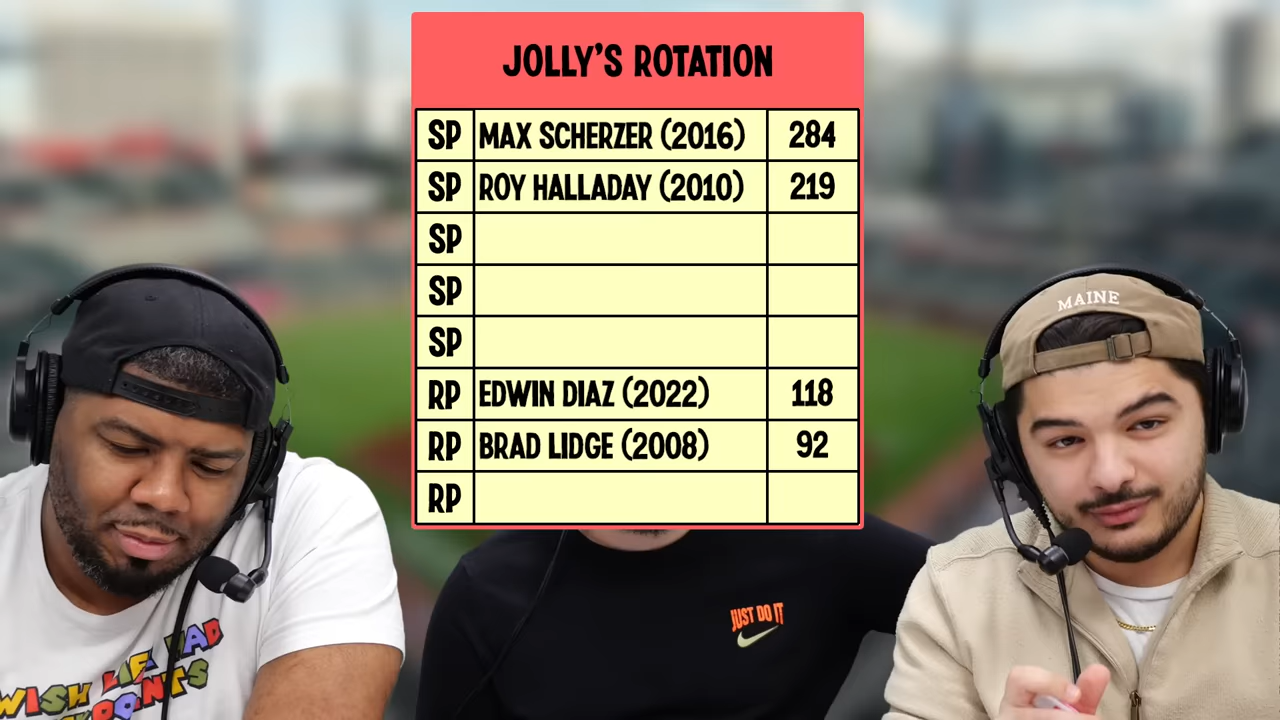 JOLLY'S ROTATION
SP MAX SCHERZER (2016) 284
SP ROY HALLADAY (2010) 219
SP
SP
SP
RP EDWIN DIAZ (2022) 118
RP BRAD LIDGE (2008) 92
RP
MAINE
JUST DO IT
WISH